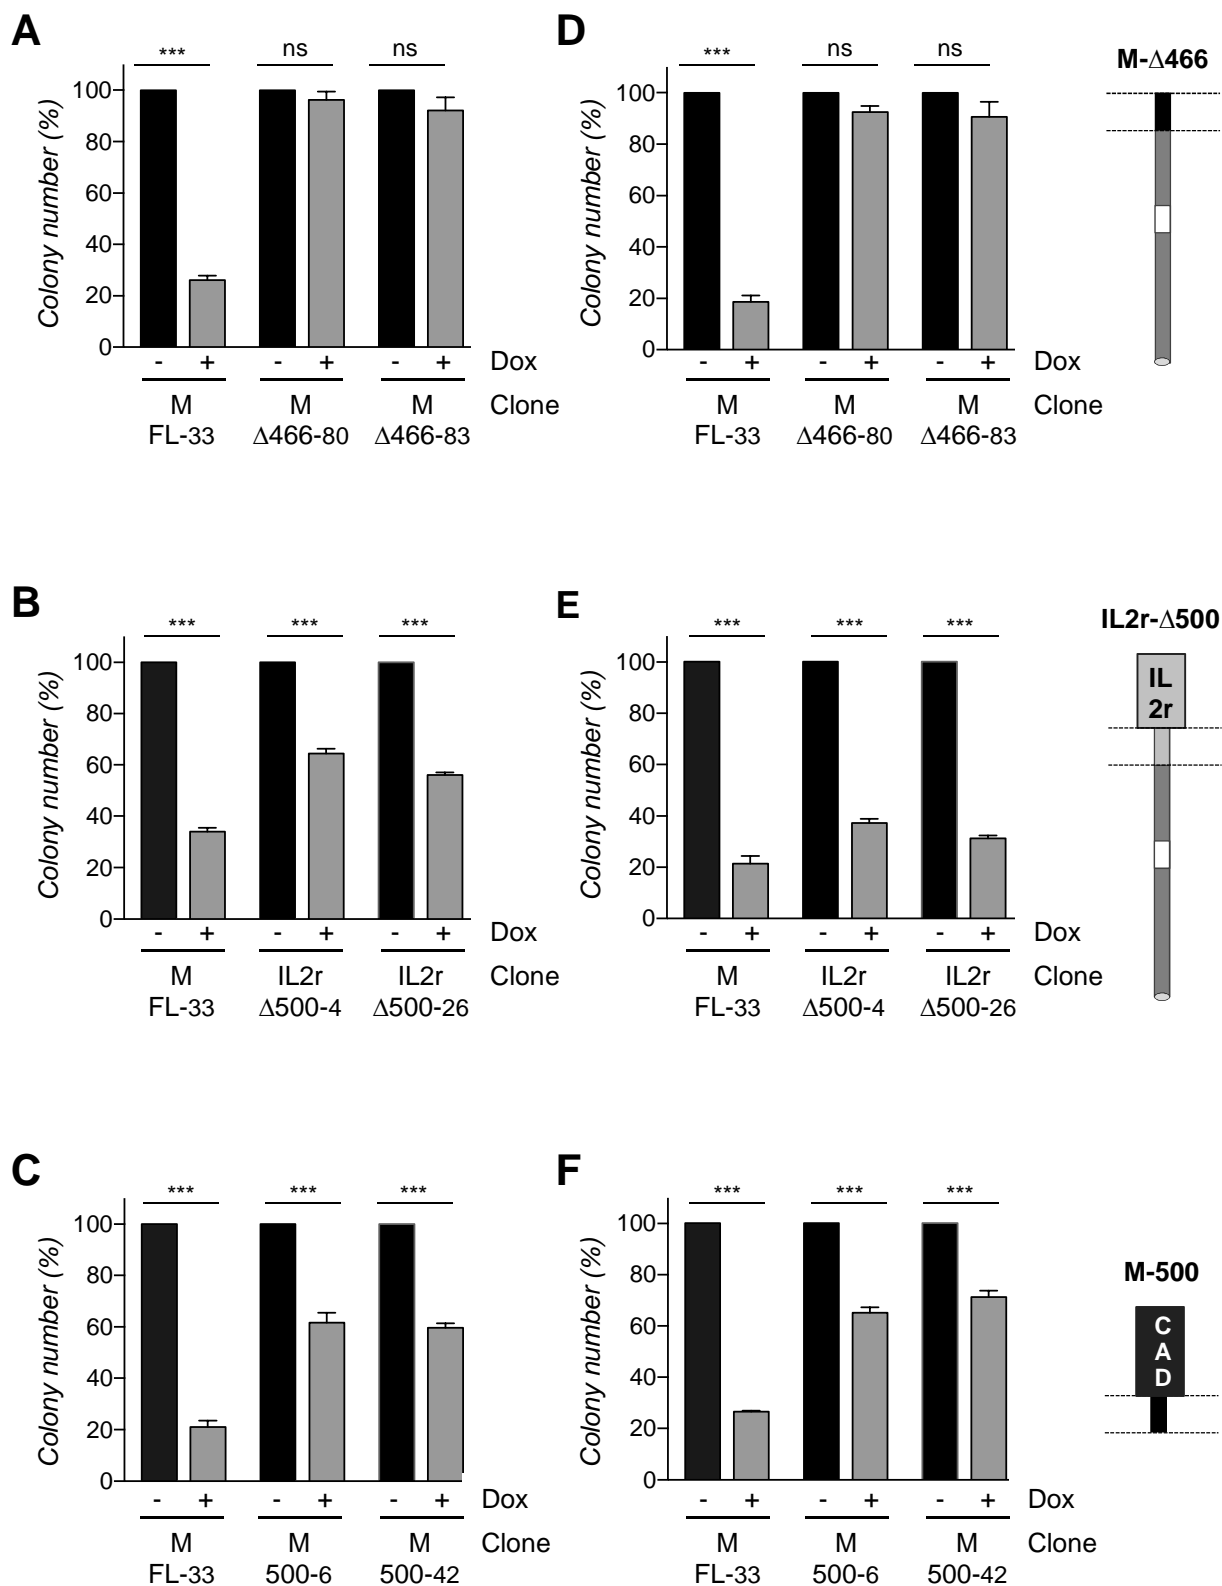 A
*** ns ns
Colony number (%)
100
80
60
40
20
0
- + - + - + Dox
M M M Clone
FL-33 Δ466-80 Δ466-83
D
*** ns ns
Colony number (%)
100
80
60
40
20
0
- + - + - + Dox
M M M Clone
FL-33 Δ466-80 Δ466-83
M-Δ466
B
*** *** ***
Colony number (%)
100
80
60
40
20
0
- + - + - + Dox
M IL2r IL2r Clone
FL-33 Δ500-4 Δ500-26
E
*** *** ***
Colony number (%)
100
80
60
40
20
0
- + - + - + Dox
M IL2r IL2r Clone
FL-33 Δ500-4 Δ500-26
IL2r-Δ500
IL
2r
C
*** *** ***
Colony number (%)
100
80
60
40
20
0
- + - + - + Dox
M M M Clone
FL-33 500-6 500-42
F
*** *** ***
Colony number (%)
100
80
60
40
20
0
- + - + - + Dox
M M M Clone
FL-33 500-6 500-42
M-500
C
A
D